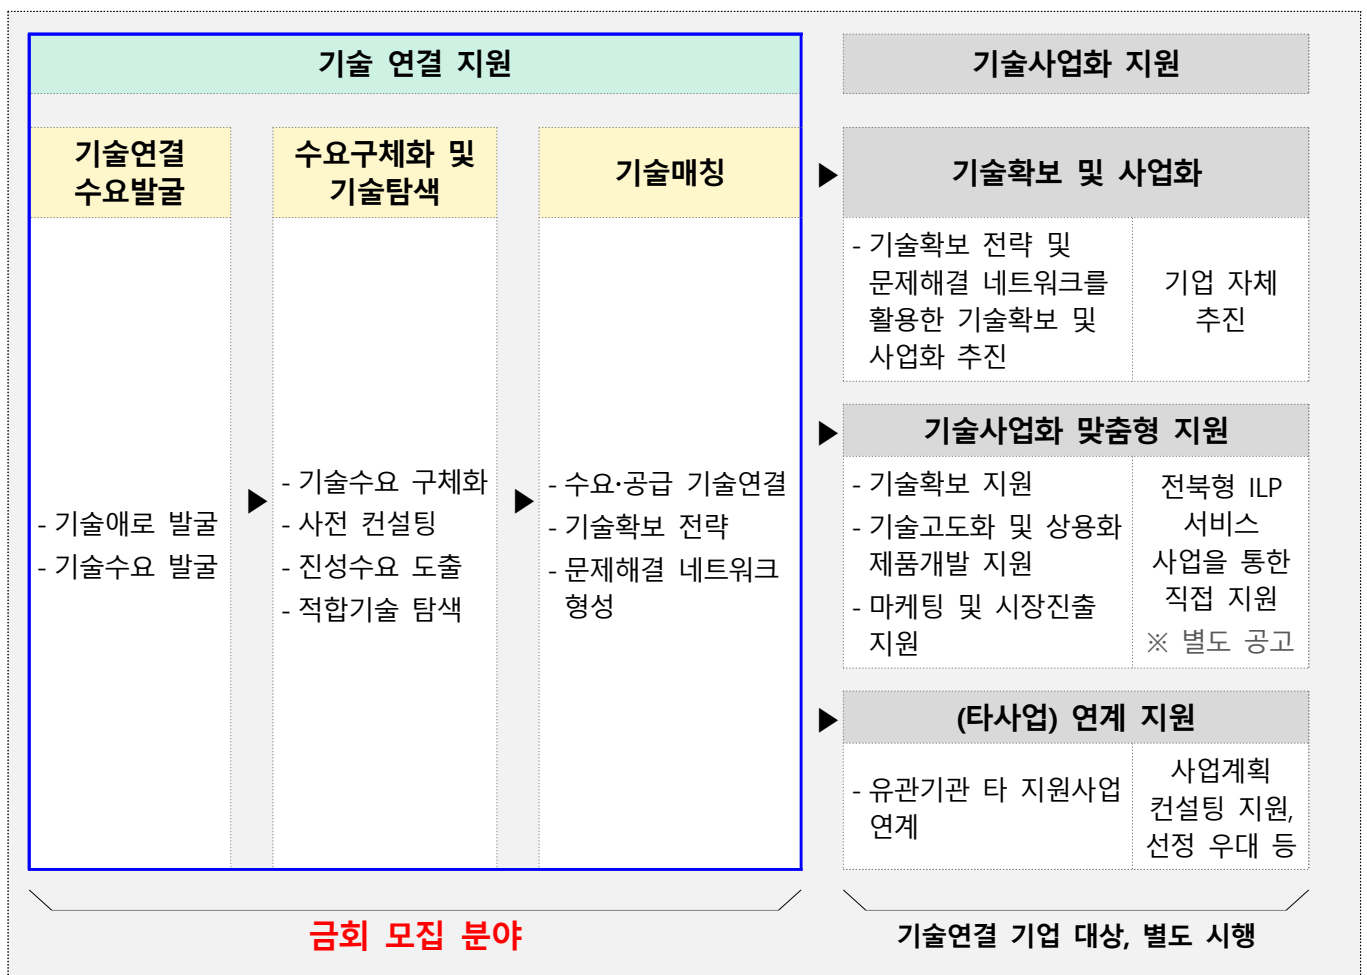 기술 연결 지원
기술연결
수요발굴
- 기술애로 발굴
- 기술수요 발굴
수요구체화 및
기술탐색
- 기술수요 구체화
- 사전 컨설팅
- 진성수요 도출
- 적합기술 탐색
기술매칭
- 수요·공급 기술연결
- 기술확보 전략
- 문제해결 네트워크
형성
금회 모집 분야
기술사업화 지원
기술확보 및 사업화
- 기술확보 전략 및
문제해결 네트워크를
활용한 기술확보 및
사업화 추진
기업 자체
추진
기술사업화 맞춤형 지원
- 기술확보 지원
- 기술고도화 및 상용화
제품개발 지원
- 마케팅 및 시장진출
지원
전북형 ILP
서비스
사업을 통한
직접 지원
※ 별도 공고
(타사업) 연계 지원
- 유관기관 타 지원사업
연계
사업계획
컨설팅 지원,
선정 우대 등
기술연결 기업 대상, 별도 시행